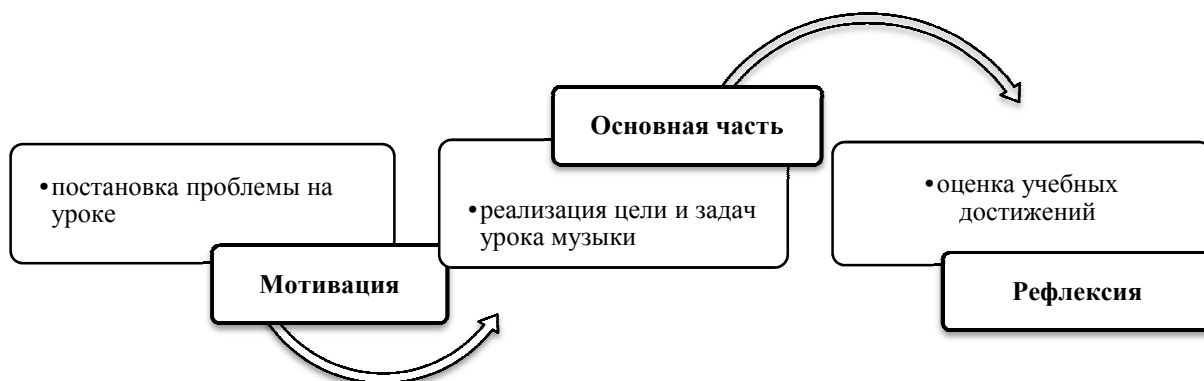 •постановка проблемы на
уроке
Мотивация
Основная часть
•реализация цели и задач
урока музыки
•оценка учебных
достижений
Рефлексия